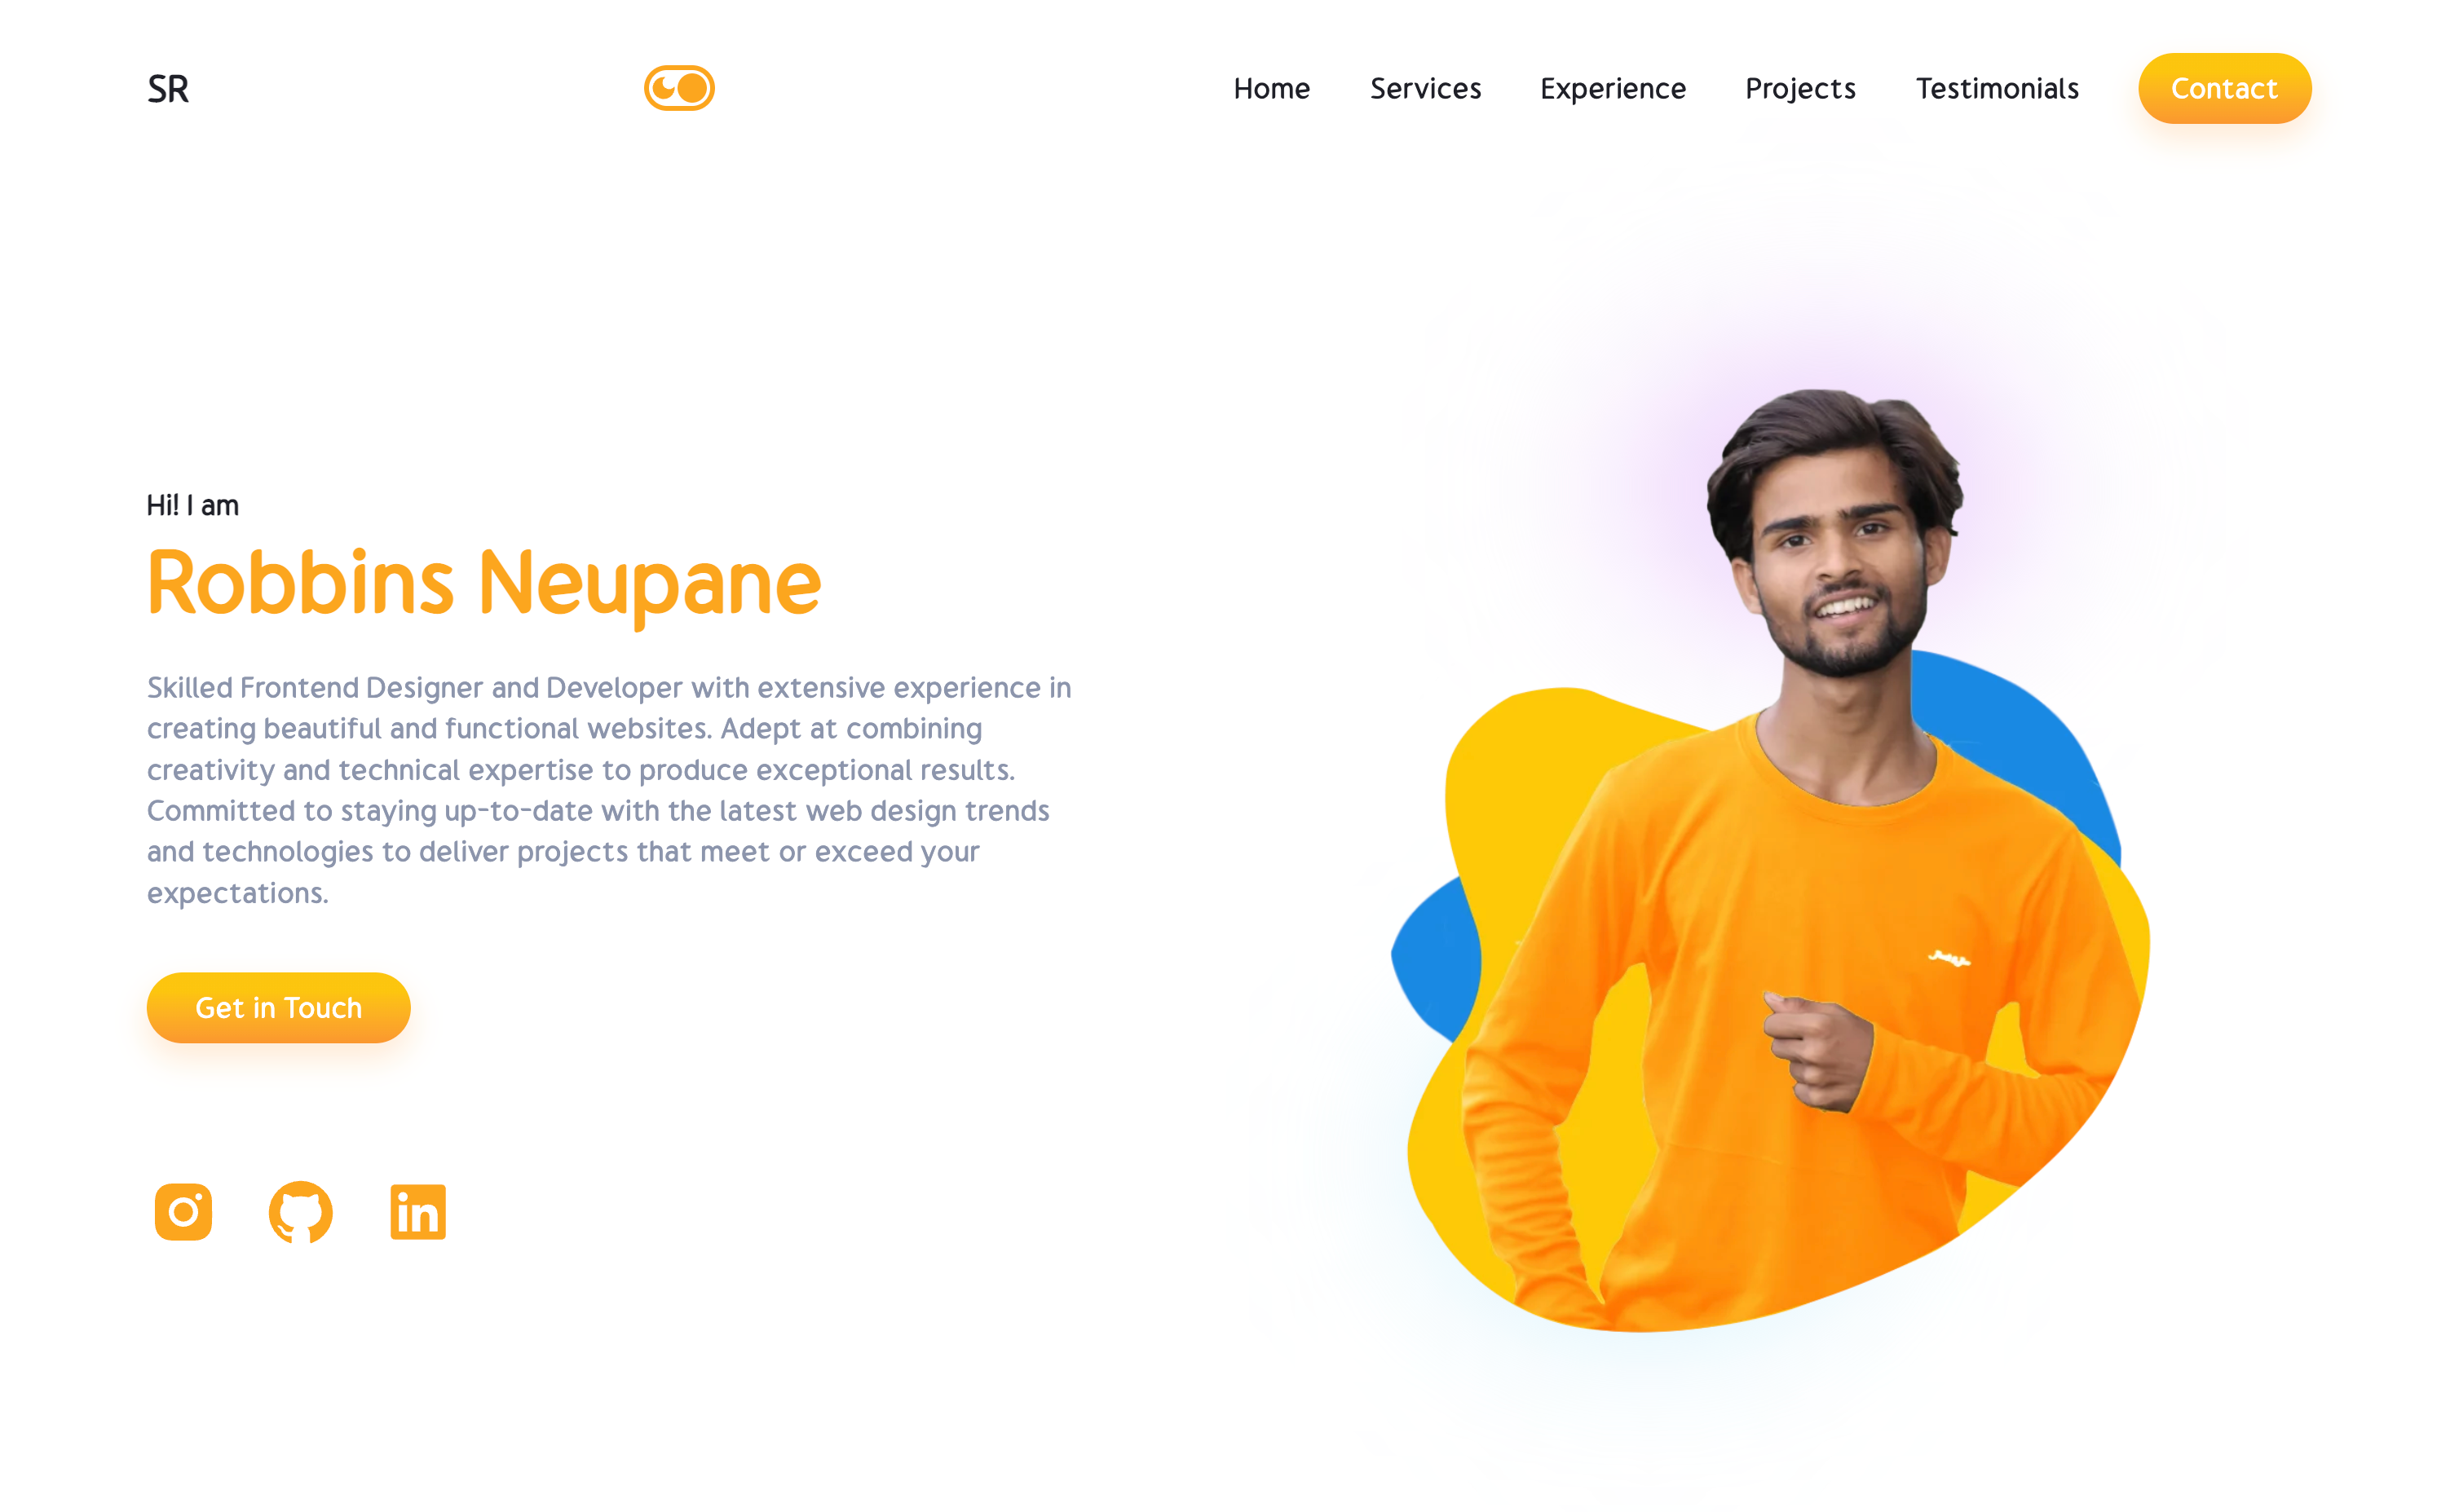 SR
Home Services Experience Projects Testimonials Contact
Hi! I am
Robbins Neupane
Skilled Frontend Designer and Developer with extensive experience in
creating beautiful and functional websites. Adept at combining
creativity and technical expertise to produce exceptional results.
Committed to staying up-to-date with the latest web design trends
and technologies to deliver projects that meet or exceed your
expectations.
Get in Touch
in